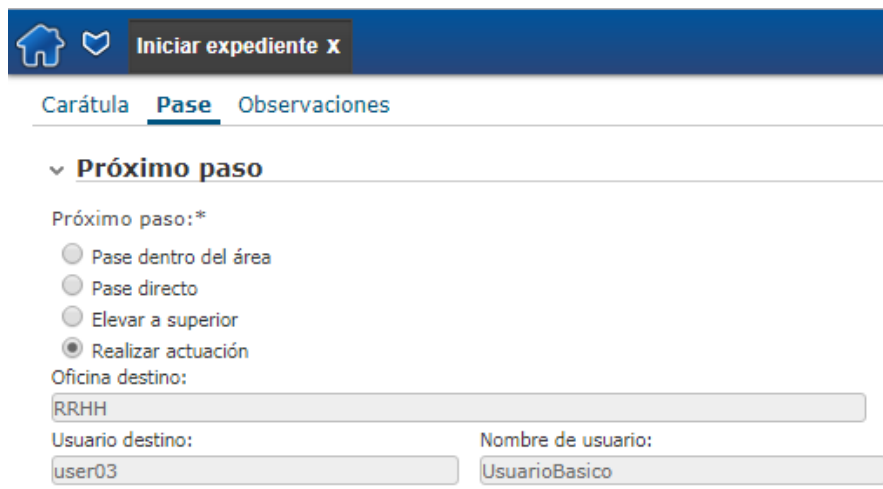 Iniciar expediente x
Carátula Pase Observaciones
Próximo paso
Próximo paso:*
Pase dentro del área
Pase directo
Elevar a superior
Realizar actuación
Oficina destino:
RRHH
Usuario destino: Nombre de usuario:
user03 UsuarioBasico